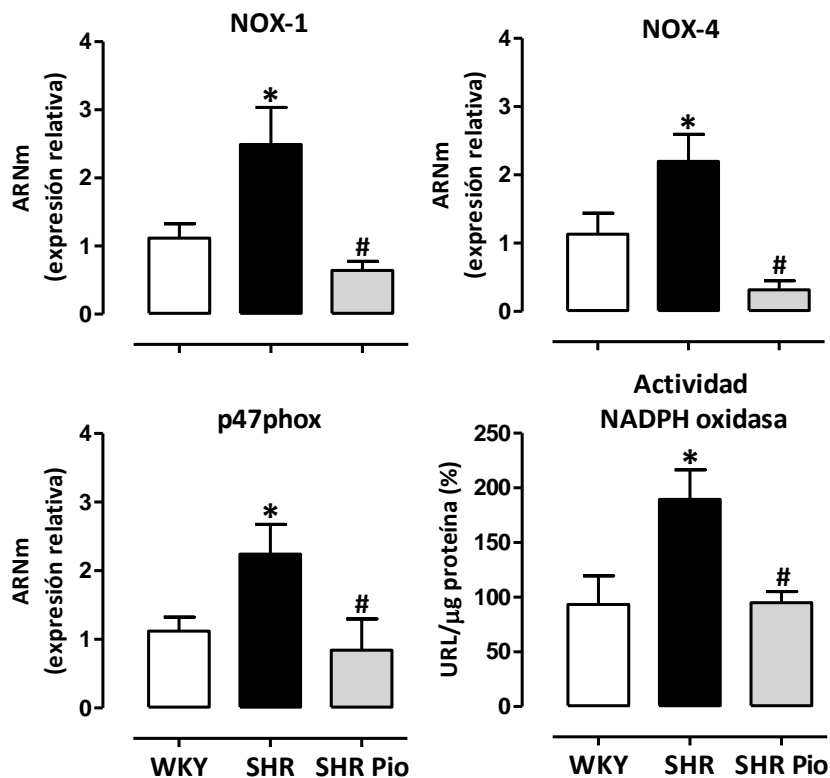 NOX-1
ARNm
(expresión relativa)
4
3
2
1
0
*
#
NOX-4
ARNm
(expresión relativa)
4
3
2
1
0
*
#
p47phox
ARNm
(expresión relativa)
4
3
2
1
0
*
#
WKY SHR SHR Pio
Actividad
NADPH oxidasa
URL/µg proteína (%)
250
200
150
100
50
0
*
#
WKY SHR SHR Pio